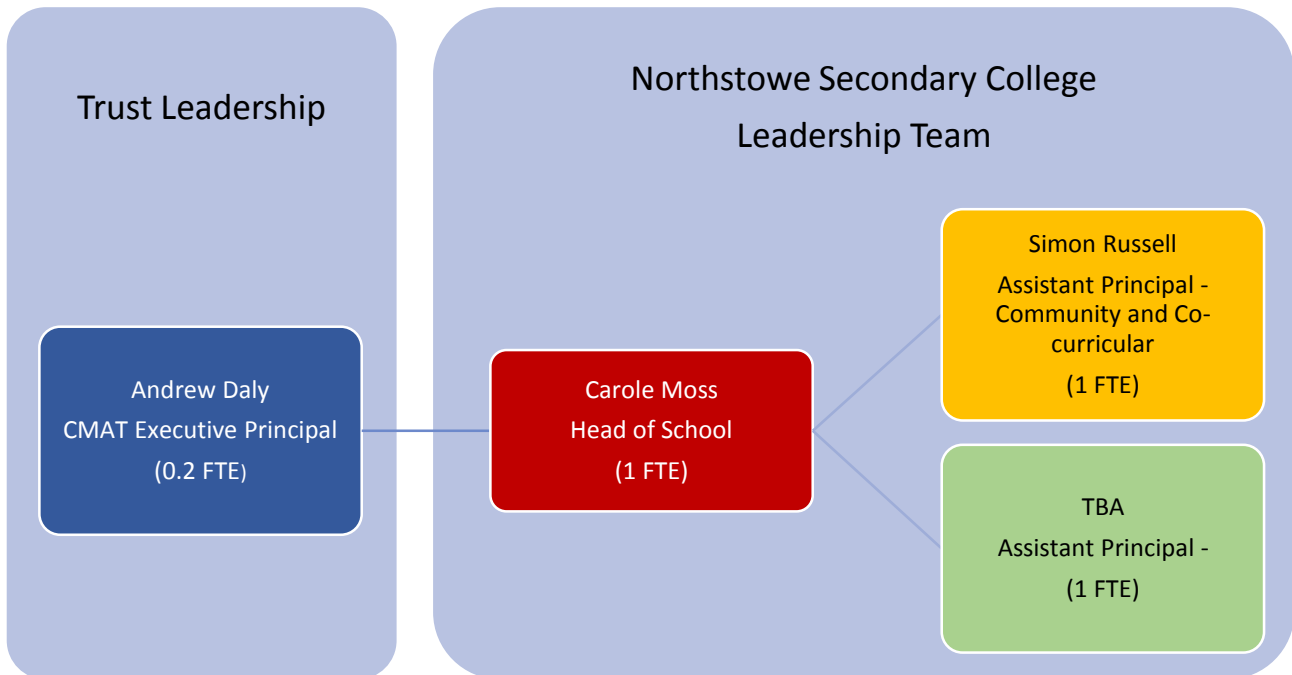 Trust Leadership
Northstowe Secondary College
Leadership Team
Andrew Daly
CMAT Executive Principal
(0.2 FTE)
Carole Moss
Head of School
(1 FTE)
Simon Russell
Assistant Principal -
Community and Co-
curricular
(1 FTE)
TBA
Assistant Principal -
(1 FTE)